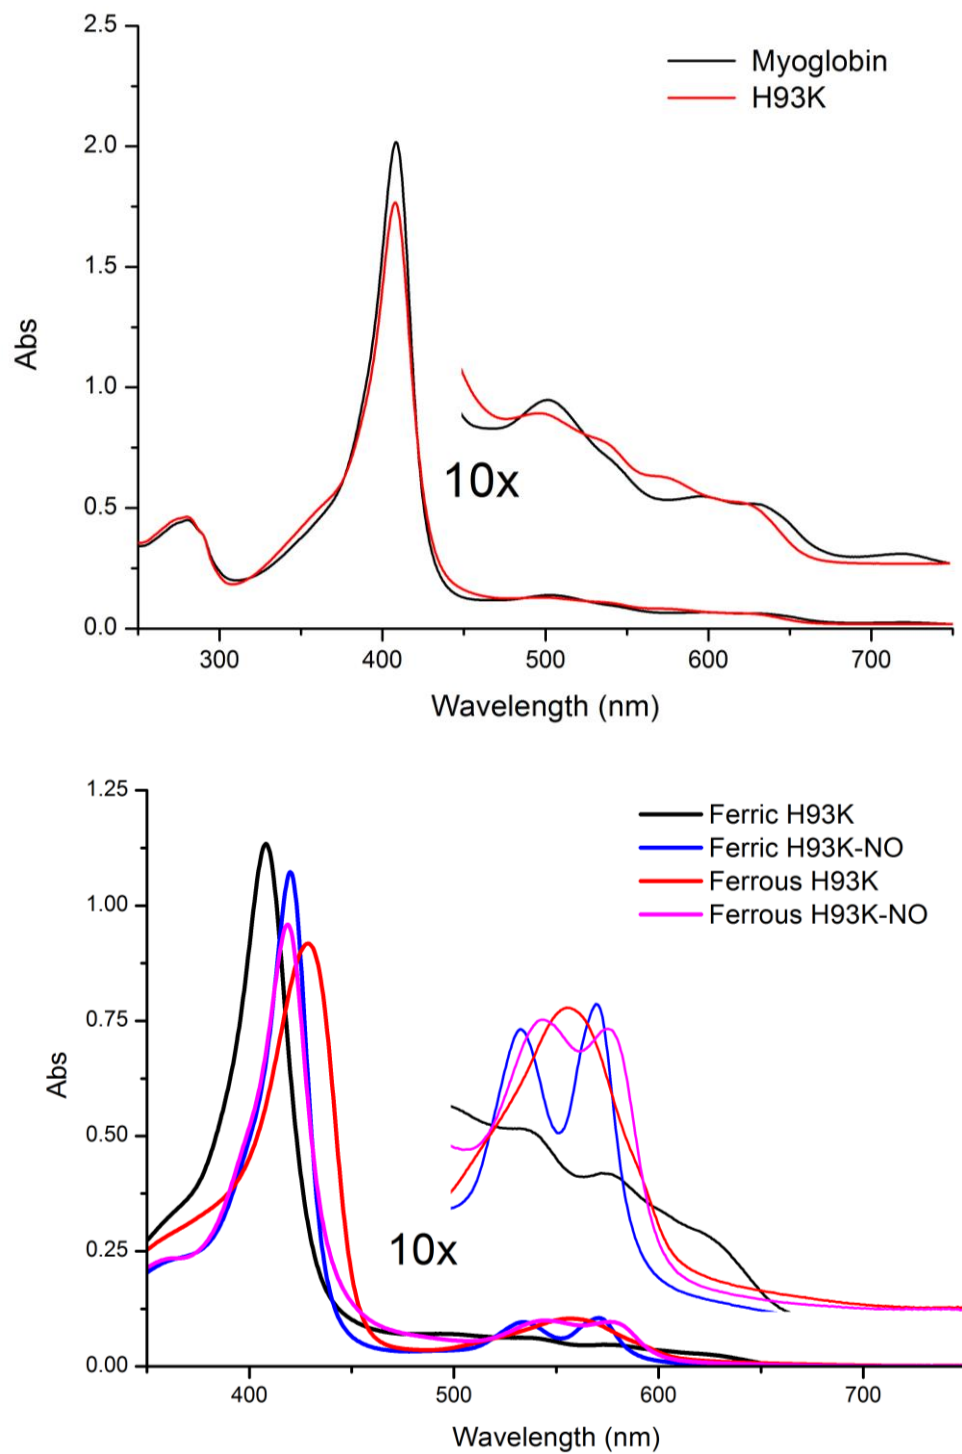 2.5
Myoglobin
H93K
2.0
1.5
Abs
1.0
10x
0.5
0.0
300 400 500 600 700
Wavelength (nm)
1.25
Ferric H93K
Ferric H93K-NO
Ferrous H93K
Ferrous H93K-NO
1.00
0.75
Abs
0.50
10x
0.25
0.00
400 500 600 700
Wavelength (nm)